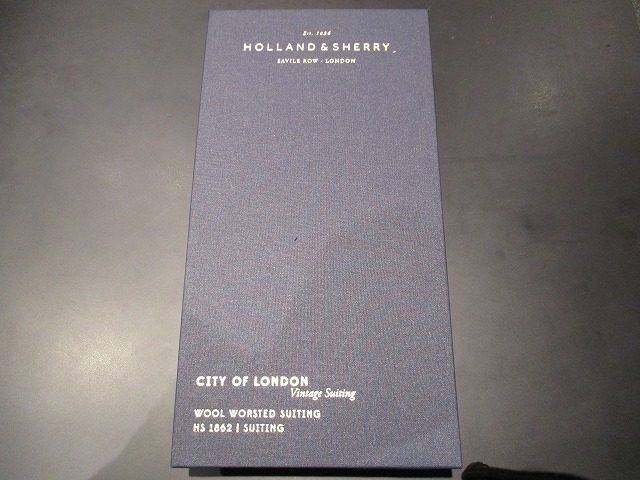 Est. 1836
HOLLAND & SHERRY
SAVILE ROW · LONDON
CITY OF LONDON
Vintage Suiting
WOOL WORSTED SUITING
HS 1862 | SUITING